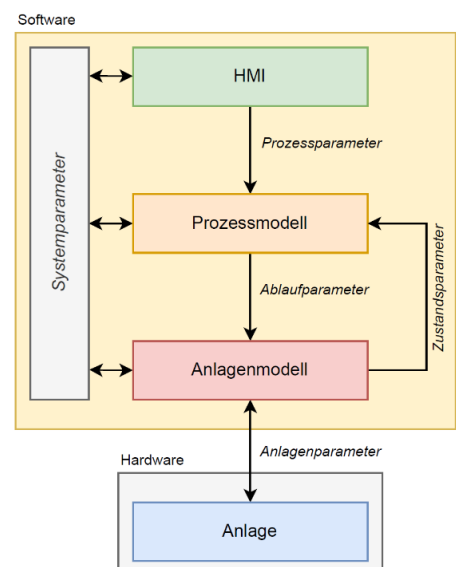 Software
HMI
Prozessparameter
Systemparameter
Prozessmodell
Zustandsparameter
Ablaufparameter
Anlagenmodell
Anlagenparameter
Hardware
Anlage